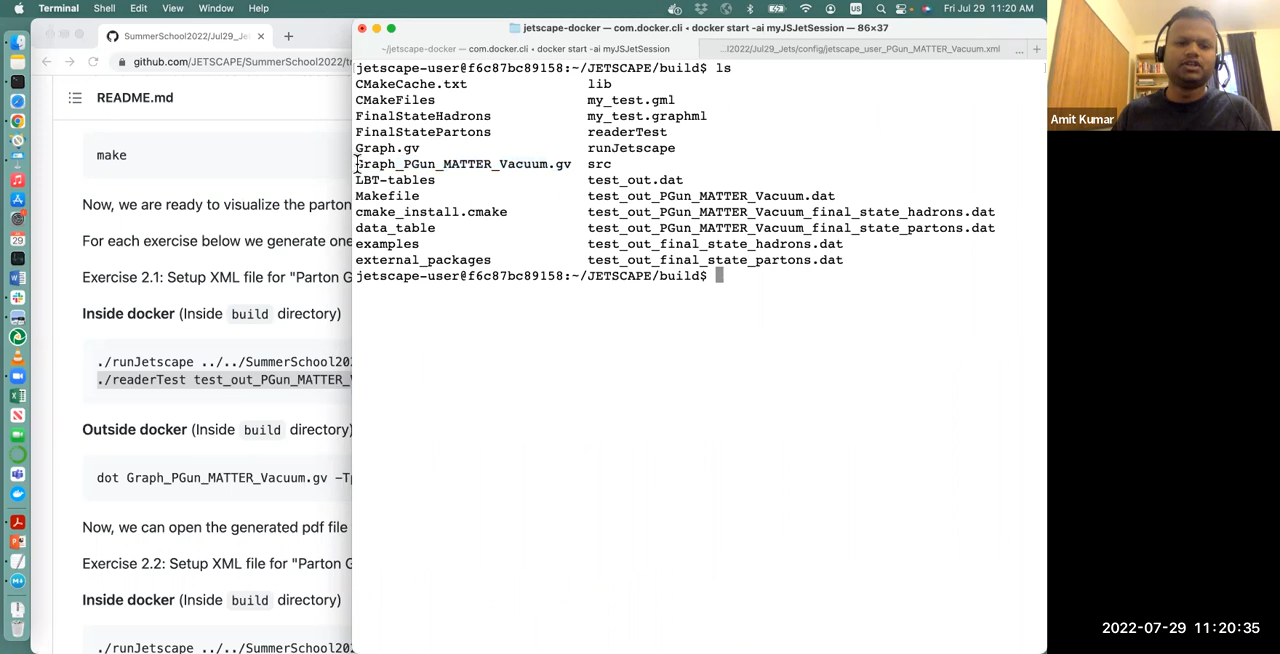 Terminal Shell Edit View Window Help
US
Fri Jul 29 11:20 AM
SummerSchool2022/Jul29_Je
github.com/JETSCAPE/SummerSchool2022/tr
README.md
make
Now, we are ready to visualize the parton
For each exercise below we generate one
Exercise 2.1: Setup XML file for "Parton G
Inside docker (Inside build directory)
./runJetscape ../../SummerSchool20
./readerTest test_out_PGun_MATTER_V
Outside docker (Inside build directory)
dot Graph_PGun_MATTER_Vacuum.gv -Tp
Now, we can open the generated pdf file
Exercise 2.2: Setup XML file for "Parton G
Inside docker (Inside build directory)
./runJetscape ../../SummerSchool20
jetscape-docker — com.docker.cli • docker start -ai myJSJetSession — 86×37
~/jetscape-docker — com.docker.cli • docker start -ai myJSJetSession
...l2022/Jul29_Jets/config/jetscape_user_PGun_MATTER_Vacuum.xml ...
jetscape-user@f6c87bc89158:~/JETSCAPE/build$ ls
CMakeCache.txt lib
CMakeFiles my_test.gml
FinalStateHadrons my_test.graphml
FinalStatePartons readerTest
Graph.gv runJetscape
Graph_PGun_MATTER_Vacuum.gv src
LBT-tables test_out.dat
Makefile test_out_PGun_MATTER_Vacuum.dat
cmake_install.cmake test_out_PGun_MATTER_Vacuum_final_state_hadrons.dat
data_table test_out_PGun_MATTER_Vacuum_final_state_partons.dat
examples test_out_final_state_hadrons.dat
external_packages test_out_final_state_partons.dat
jetscape-user@f6c87bc89158:~/JETSCAPE/build$
Amit Kumar
2022-07-29 11:20:35